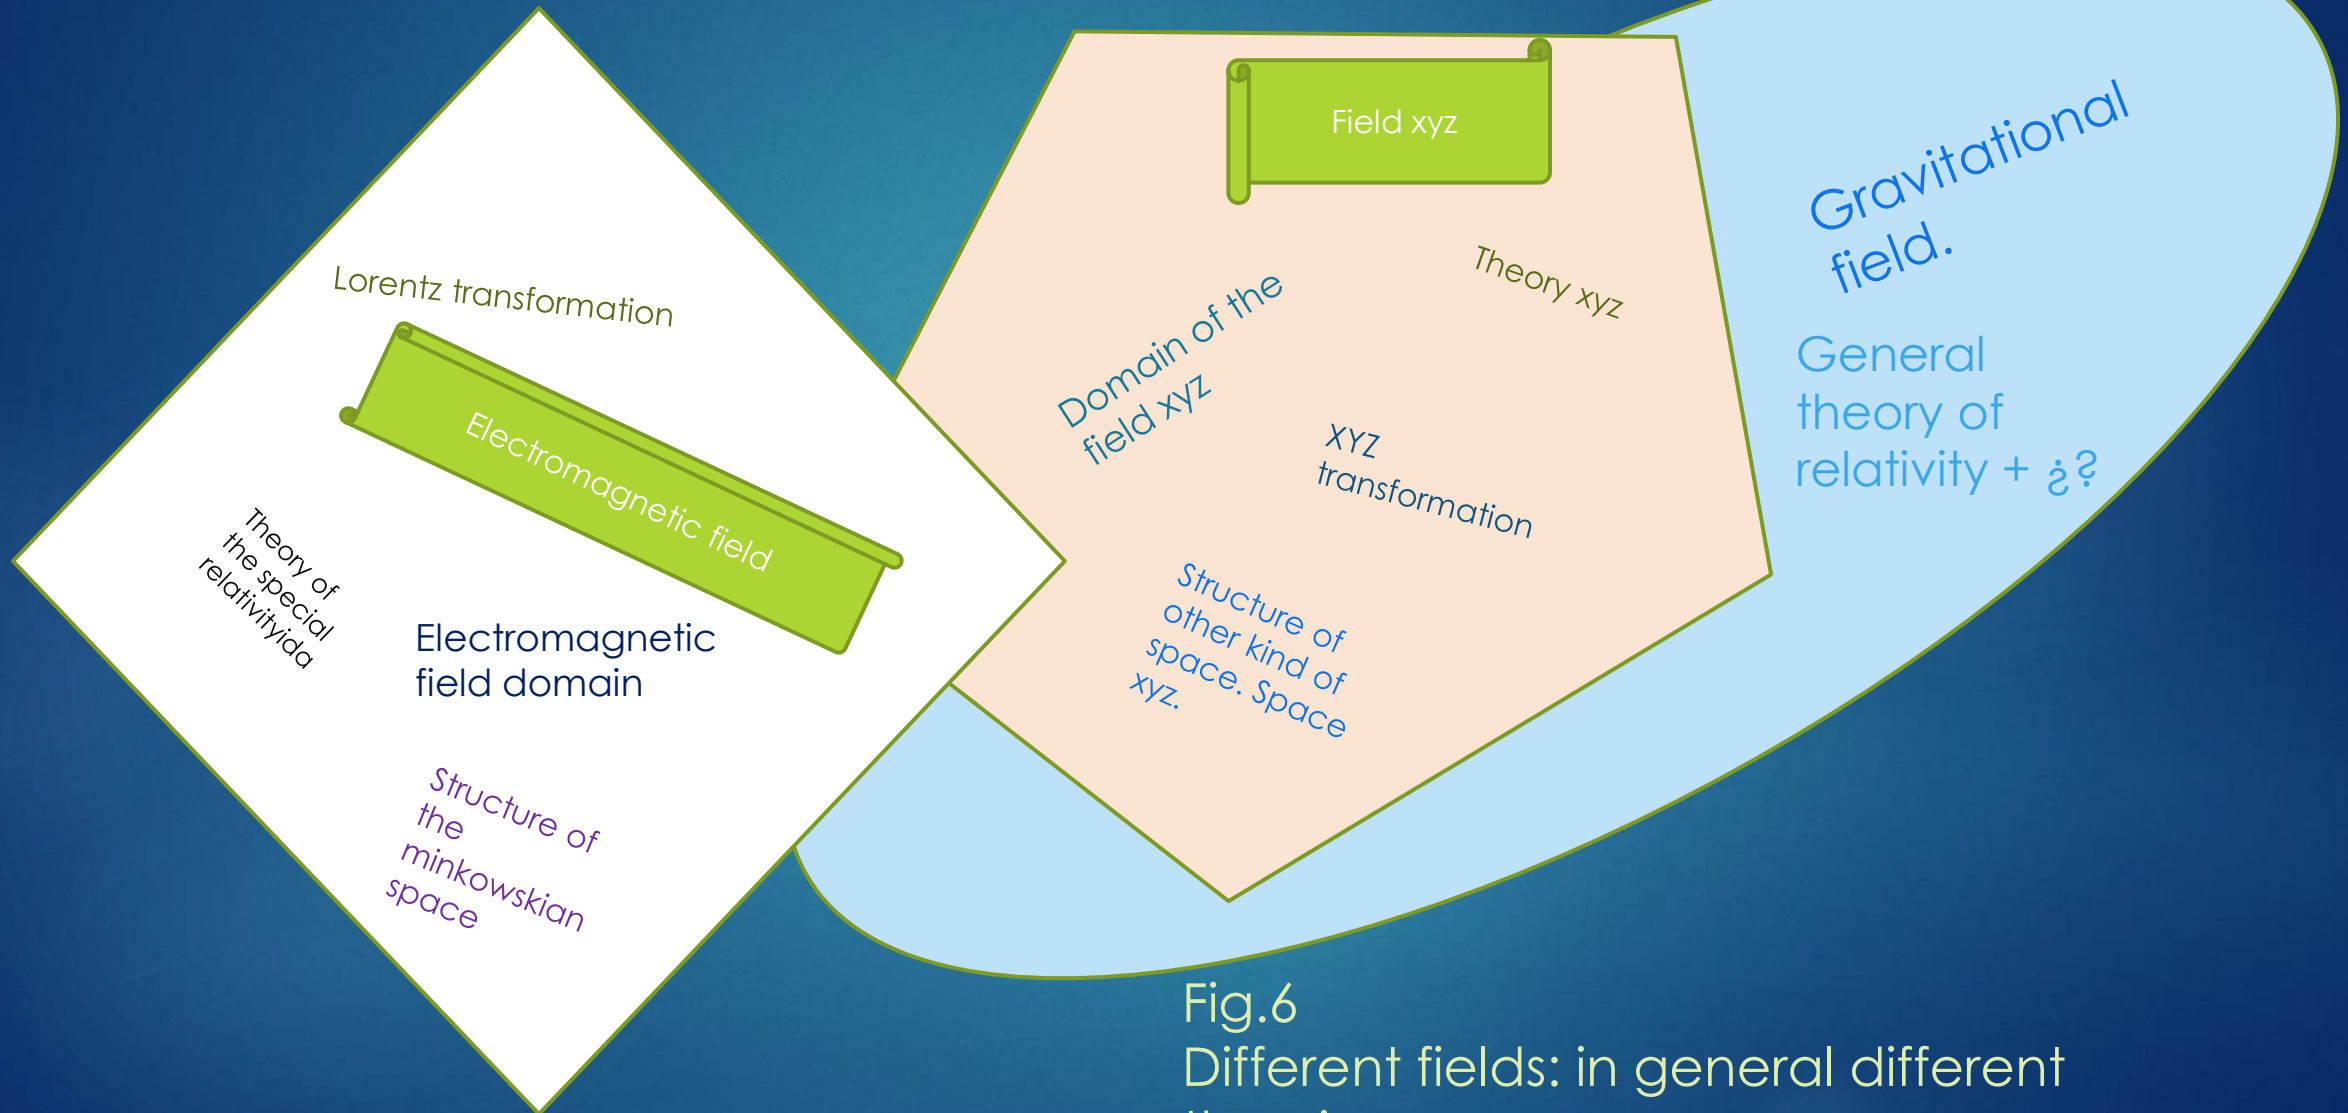 Lorentz transformation
Electromagnetic field
Theory of
the special
relativityida
Electromagnetic
field domain
Structure of
the
minkowskian
space
Field xyz
Theory xyz
Domain of the
field xyz
XYZ
transformation
Structure of
other kind of
space. Space
xyz.
Gravitational
field.
General
theory of
relativity + ¿?
Fig.6
Different fields: in general different